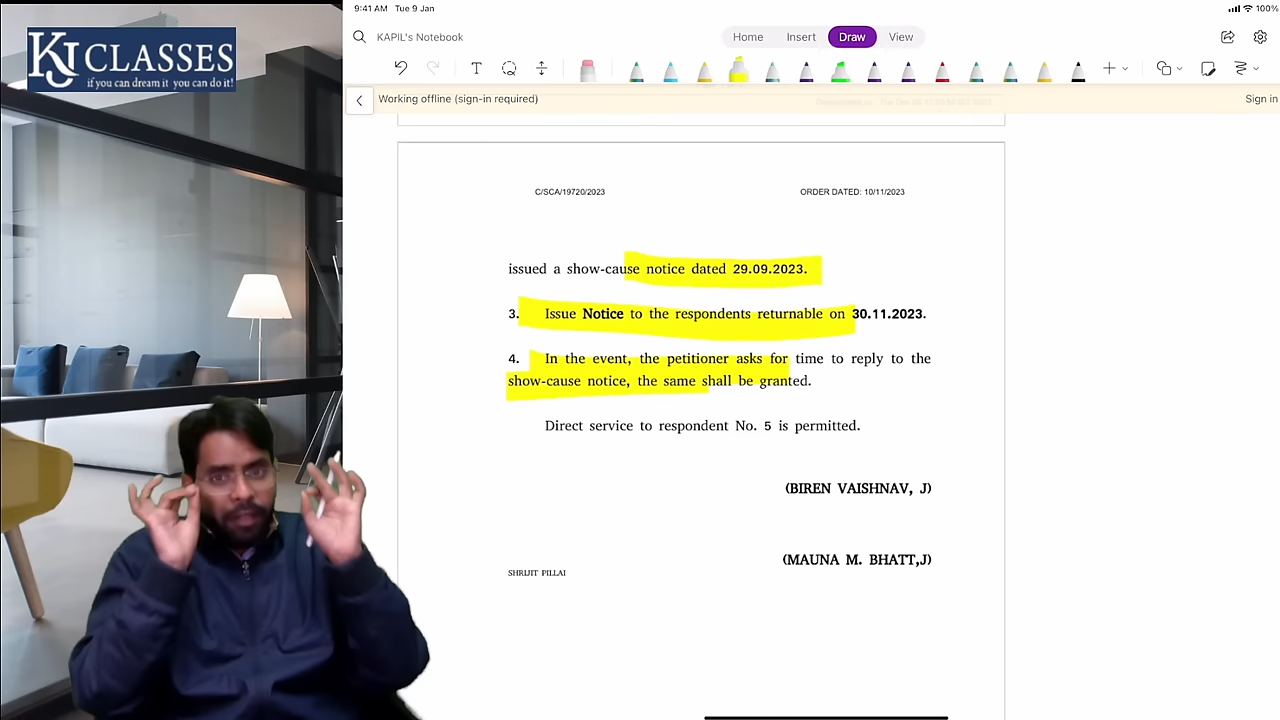 KJ CLASSES
if you can dream it you can do it!
9:41 AM Tue 9 Jan
100%
KAPIL's Notebook
Home Insert Draw View
T
Working offline (sign-in required)
Sign in
C/SCA/19720/2023
ORDER DATED: 10/11/2023
issued a show-cause notice dated 29.09.2023.
3. Issue Notice to the respondents returnable on 30.11.2023.
4. In the event, the petitioner asks for time to reply to the
show-cause notice, the same shall be granted.
Direct service to respondent No. 5 is permitted.
(BIREN VAISHNAV, J)
(MAUNA M. BHATT,J)
SHRIJIT PILLAI